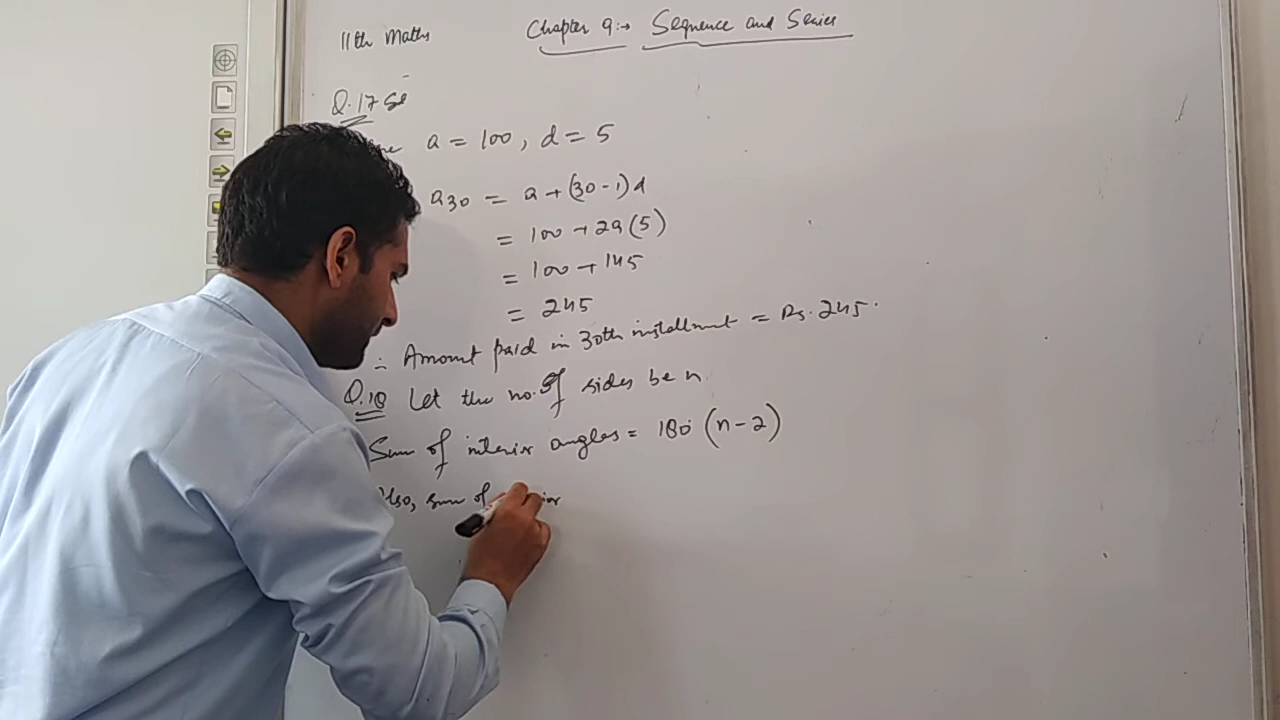 11th Maths
Chapter 9:→ Sequence and Series
Q.17
a = 100, d = 5
a30 = a + (30-1)d
= 100 + 29(5)
= 100 + 145
= 245
∴ Amount paid in 30th installment = Rs. 245.
Q.18 Let the no. of sides be n
Sum of interior angles = 180° (n-2)
Also, sum of